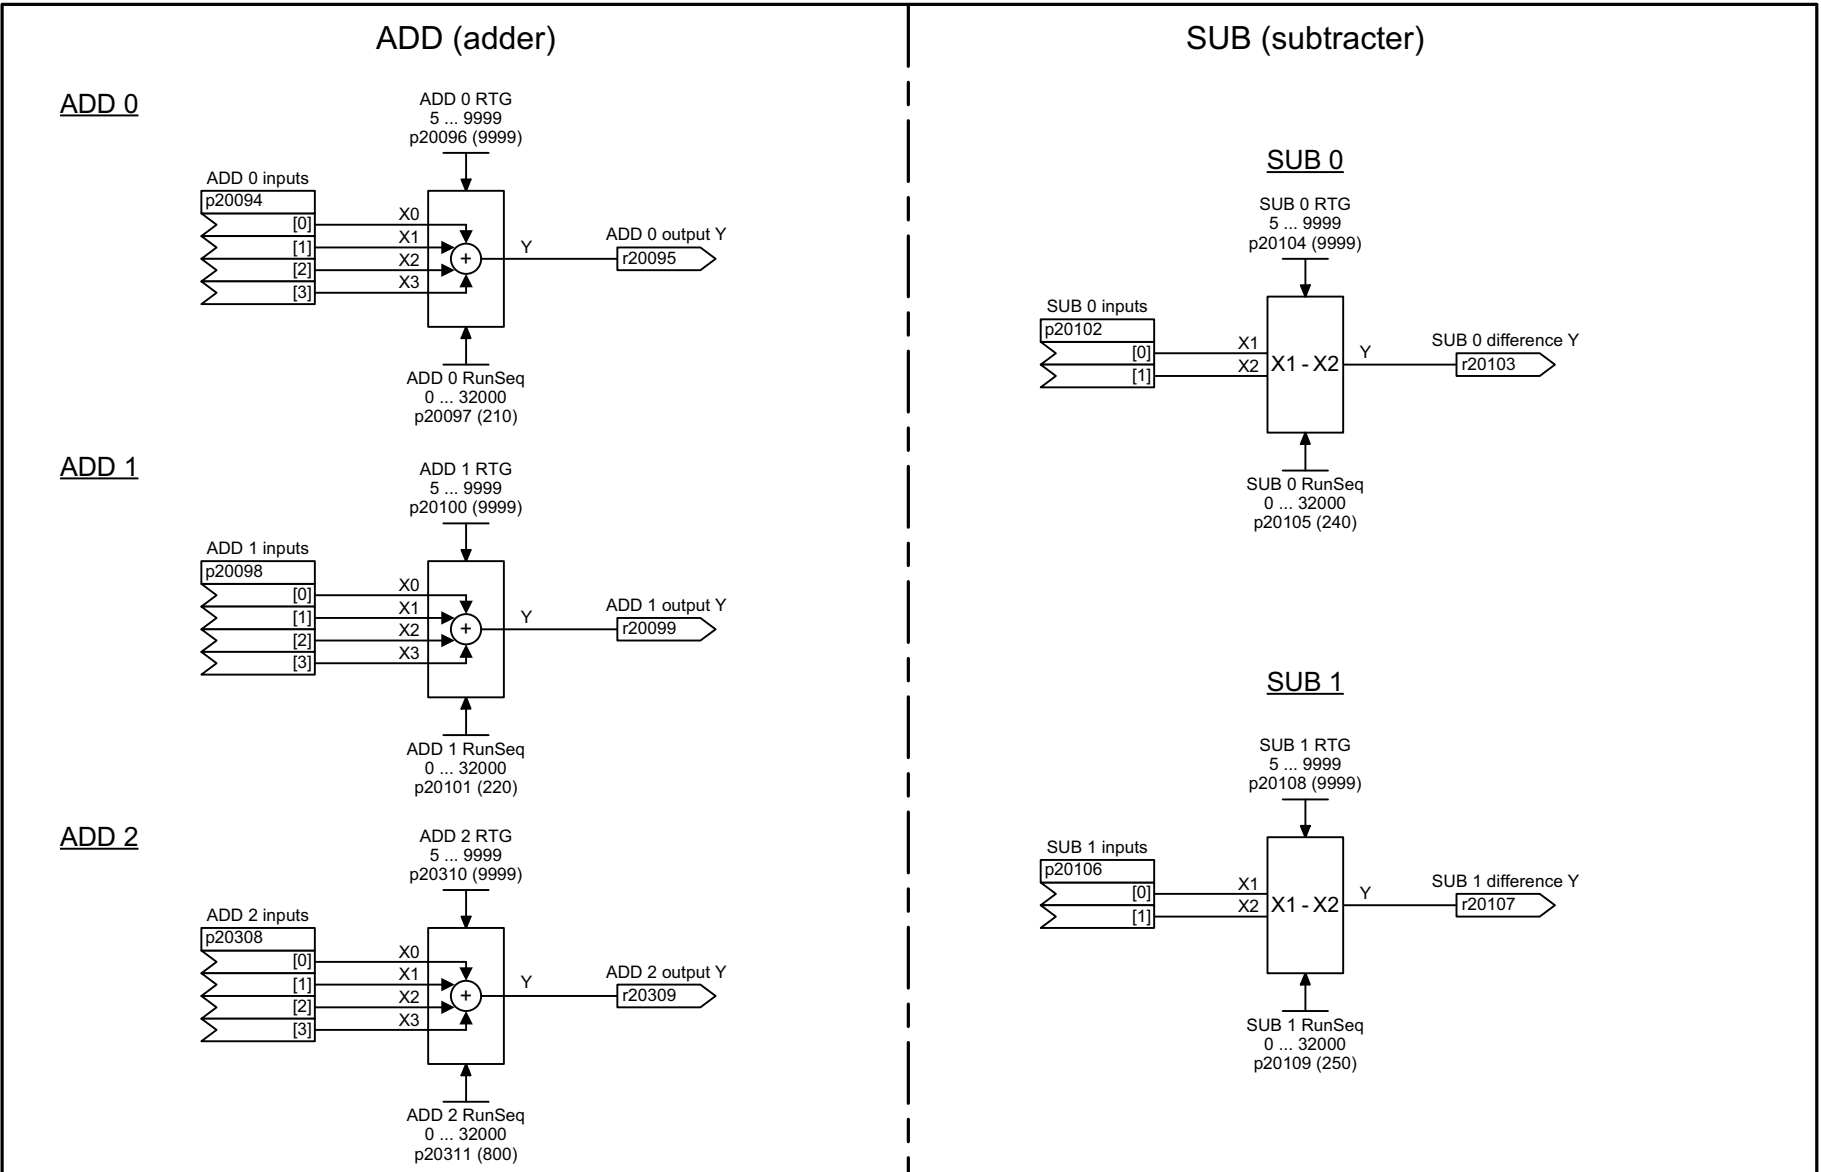 ADD (adder)
ADD 0
ADD 0 RTG
5 ... 9999
p20096 (9999)
ADD 0 inputs
p20094
[0]
[1]
[2]
[3]
X0
X1
X2
X3
+
Y
ADD 0 output Y
r20095
ADD 0 RunSeq
0 ... 32000
p20097 (210)
ADD 1
ADD 1 RTG
5 ... 9999
p20100 (9999)
ADD 1 inputs
p20098
[0]
[1]
[2]
[3]
X0
X1
X2
X3
+
Y
ADD 1 output Y
r20099
ADD 1 RunSeq
0 ... 32000
p20101 (220)
ADD 2
ADD 2 RTG
5 ... 9999
p20310 (9999)
ADD 2 inputs
p20308
[0]
[1]
[2]
[3]
X0
X1
X2
X3
+
Y
ADD 2 output Y
r20309
ADD 2 RunSeq
0 ... 32000
p20311 (800)
SUB (subtracter)
SUB 0
SUB 0 RTG
5 ... 9999
p20104 (9999)
SUB 0 inputs
p20102
[0]
[1]
X1
X2
X1 - X2
Y
SUB 0 difference Y
r20103
SUB 0 RunSeq
0 ... 32000
p20105 (240)
SUB 1
SUB 1 RTG
5 ... 9999
p20108 (9999)
SUB 1 inputs
p20106
[0]
[1]
X1
X2
X1 - X2
Y
SUB 1 difference Y
r20107
SUB 1 RunSeq
0 ... 32000
p20109 (250)